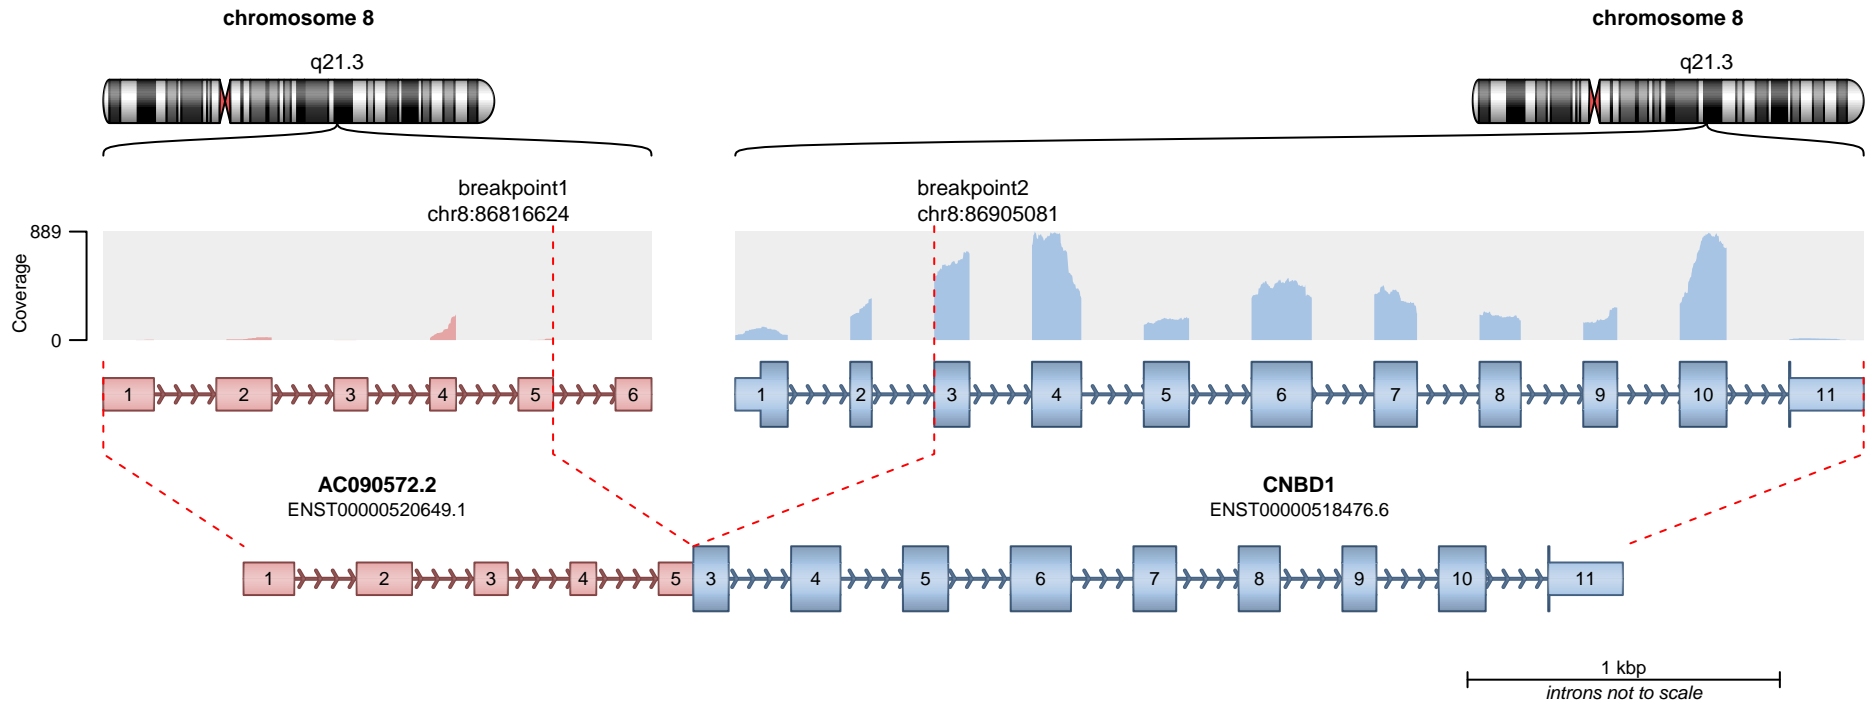 chromosome 8
chromosome 8
q21.3
q21.3
breakpoint1
chr8:86816624
breakpoint2
chr8:86905081
889
0
Coverage
1 2 3 4 5 6
1 2 3 4 5 6 7 8 9 10 11
AC090572.2
ENST00000520649.1
CNBD1
ENST00000518476.6
1 2 3 4 5 3 4 5 6 7 8 9 10 11
1 kbp
introns not to scale